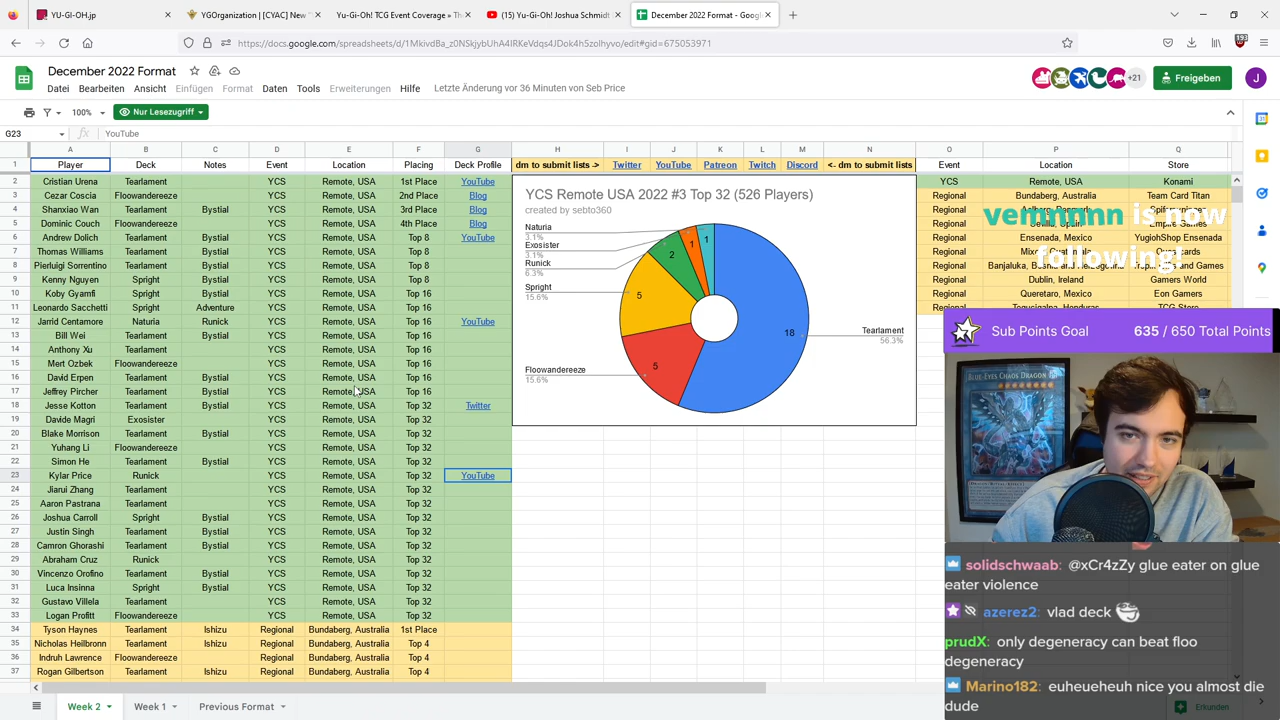 YU-GI-OH.jp
YGOrganization | [CYAC] New
Yu-Gi-Oh! TCG Event Coverage » Th
(15) Yu-Gi-Oh! Joshua Schmidt
December 2022 Format - Goog
193
https://docs.google.com/spreadsheets/d/1MkivdBa_z0NSkjybUhA4IRKeVdqs4JDok4h5zolhyvo/edit#gid=675053971
December 2022 Format
Datei Bearbeiten Ansicht Einfügen Format Daten Tools Erweiterungen Hilfe Letzte Änderung vor 36 Minuten von Seb Price
+21 Freigeben J
100% Nur Lesezugriff
G23 fx YouTube
A B C D E F G H I J K L M N O P Q
1 Player Deck Notes Event Location Placing Deck Profile dm to submit lists -> Twitter YouTube Patreon Twitch Discord <- dm to submit lists Event Location Store
2 Cristian Urena Tearlament YCS Remote, USA 1st Place YouTube YCS Remote, USA Konami
3 Cezar Coscia Floowandereeze YCS Remote, USA 2nd Place Blog Regional Bundaberg, Australia Team Card Titan
4 Shanxiao Wan Tearlament Bystial YCS Remote, USA 3rd Place Blog Regional
5 Dominic Couch Floowandereeze YCS Remote, USA 4th Place Blog Regional
6 Andrew Dolich Tearlament Bystial YCS Remote, USA Top 8 YouTube Regional Ensenada, Mexico YugiohShop Ensenada
7 Thomas Williams Tearlament Bystial YCS Remote, USA Top 8 Regional
8 Pierluigi Sorrentino Tearlament Bystial YCS Remote, USA Top 8 Regional Banjaluka, and Games
9 Kenny Nguyen Spright Bystial YCS Remote, USA Top 8 Regional Dublin, Ireland Gamers World
10 Koby Gyamfi Spright Bystial YCS Remote, USA Top 16 Regional Queretaro, Mexico Eon Gamers
11 Leonardo Sacchetti Spright Adventure YCS Remote, USA Top 16 Regional Tegucigalpa, Honduras TCG Store
12 Jarrid Centamore Naturia Runick YCS Remote, USA Top 16 YouTube
13 Bill Wei Tearlament Bystial YCS Remote, USA Top 16
14 Anthony Xu Tearlament YCS Remote, USA Top 16
15 Mert Ozbek Floowandereeze YCS Remote, USA Top 16
16 David Erpen Tearlament Bystial YCS Remote, USA Top 16
17 Jeffrey Pircher Tearlament Bystial YCS Remote, USA Top 16
18 Jesse Kotton Tearlament Bystial YCS Remote, USA Top 32 Twitter
19 Davide Magri Exosister YCS Remote, USA Top 32
20 Blake Morrison Tearlament Bystial YCS Remote, USA Top 32
21 Yuhang Li Floowandereeze YCS Remote, USA Top 32
22 Simon He Tearlament Bystial YCS Remote, USA Top 32
23 Kylar Price Runick YCS Remote, USA Top 32 YouTube
24 Jiarui Zhang Tearlament YCS Remote, USA Top 32
25 Aaron Pastrana Tearlament YCS Remote, USA Top 32
26 Joshua Carroll Spright Bystial YCS Remote, USA Top 32
27 Justin Singh Tearlament Bystial YCS Remote, USA Top 32
28 Camron Ghorashi Tearlament Bystial YCS Remote, USA Top 32
29 Abraham Cruz Runick YCS Remote, USA Top 32
30 Vincenzo Orofino Tearlament Bystial YCS Remote, USA Top 32
31 Luca Insinna Spright Bystial YCS Remote, USA Top 32
32 Gustavo Villela Tearlament YCS Remote, USA Top 32
33 Logan Profitt Floowandereeze YCS Remote, USA Top 32
34 Tyson Haynes Tearlament Ishizu Regional Bundaberg, Australia 1st Place
35 Nicholas Heilbronn Tearlament Ishizu Regional Bundaberg, Australia Top 4
36 Indruh Lawrence Floowandereeze Regional Bundaberg, Australia Top 4
37 Rogan Gilbertson Tearlament Ishizu Regional Bundaberg, Australia Top 4
YCS Remote USA 2022 #3 Top 32 (526 Players)
created by sebto360
Naturia
3.1%
Exosister
3.1%
Runick
6.3%
Spright
15.6%
Floowandereeze
15.6%
Tearlament
56.3%
18
5
5
2
1
1
vemnnnn is now
following!
Sub Points Goal 635 / 650 Total Points
BLUE-EYES CHAOS DRAGON
solidschwaab: @xCr4zZy glue eater on glue
eater violence
azerez2: vlad deck
prudX: only degeneracy can beat floo
degeneracy
Marino182: euheueheuh nice you almost die
dude
Week 2 Week 1 Previous Format Erkunden